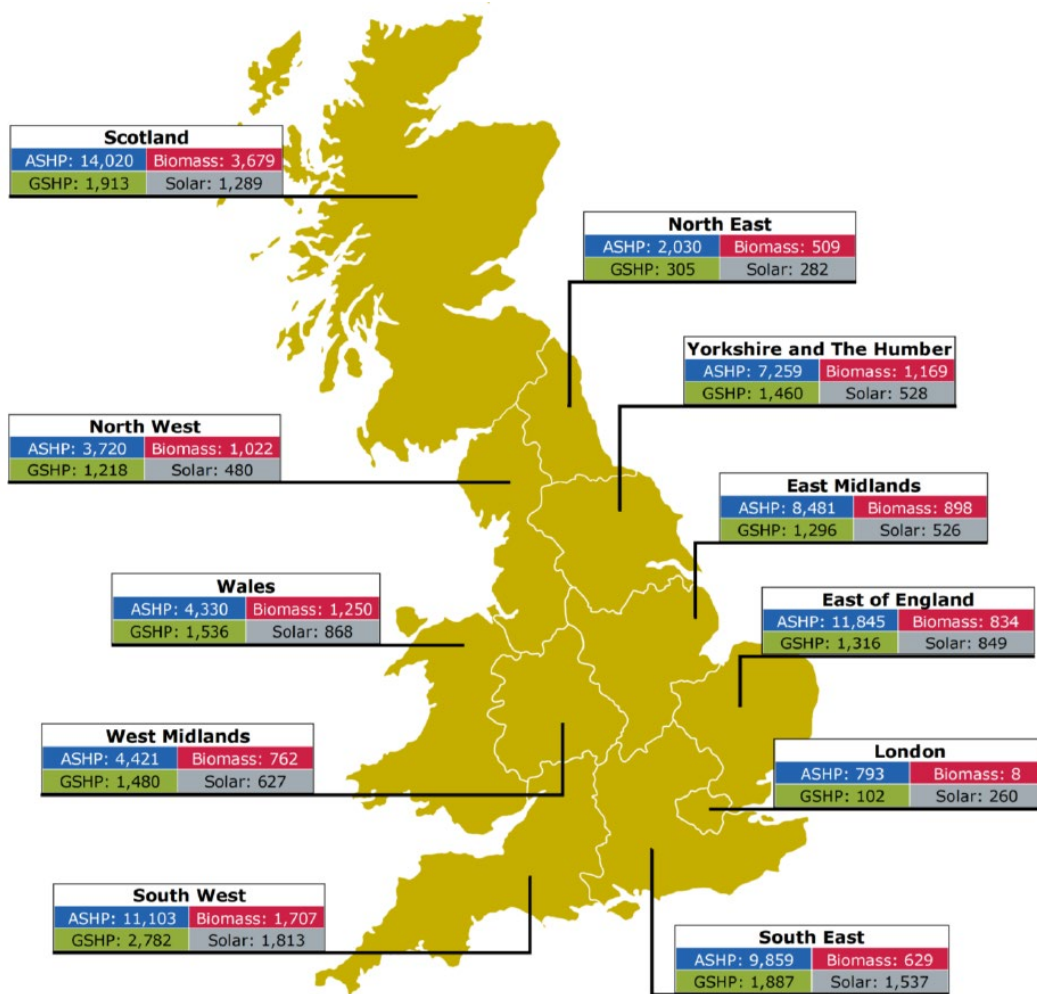 Scotland
ASHP: 14,020 Biomass: 3,679
GSHP: 1,913 Solar: 1,289
North East
ASHP: 2,030 Biomass: 509
GSHP: 305 Solar: 282
Yorkshire and The Humber
ASHP: 7,259 Biomass: 1,169
GSHP: 1,460 Solar: 528
North West
ASHP: 3,720 Biomass: 1,022
GSHP: 1,218 Solar: 480
East Midlands
ASHP: 8,481 Biomass: 898
GSHP: 1,296 Solar: 526
Wales
ASHP: 4,330 Biomass: 1,250
GSHP: 1,536 Solar: 868
East of England
ASHP: 11,845 Biomass: 834
GSHP: 1,316 Solar: 849
West Midlands
ASHP: 4,421 Biomass: 762
GSHP: 1,480 Solar: 627
London
ASHP: 793 Biomass: 8
GSHP: 102 Solar: 260
South West
ASHP: 11,103 Biomass: 1,707
GSHP: 2,782 Solar: 1,813
South East
ASHP: 9,859 Biomass: 629
GSHP: 1,887 Solar: 1,537